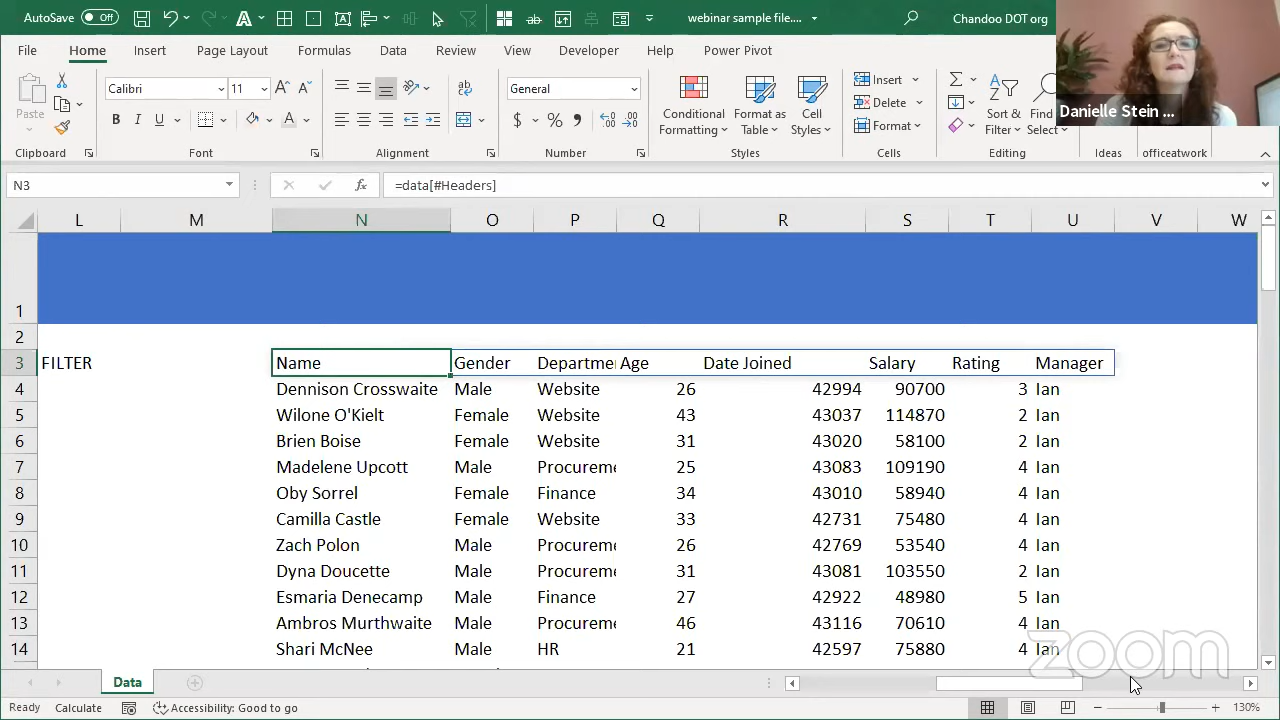 AutoSave Off webinar sample file.... Chandoo DOT org
File Home Insert Page Layout Formulas Data Review View Developer Help Power Pivot
Danielle Stein ...
Calibri 11 General Insert
Paste Conditional Formatting Format as Table Cell Styles Delete Sort & Filter Find Select
B I U A $ % Format
Clipboard Font Alignment Number Styles Cells Editing Ideas officeatwork
N3 fx =data[#Headers]
L M N O P Q R S T U V W
1
2
3 FILTER Name Gender Departmer Age Date Joined Salary Rating Manager
4 Dennison Crosswaite Male Website 26 42994 90700 3 Ian
5 Wilone O'Kielt Female Website 43 43037 114870 2 Ian
6 Brien Boise Female Website 31 43020 58100 2 Ian
7 Madelene Upcott Male Procureme 25 43083 109190 4 Ian
8 Oby Sorrel Female Finance 34 43010 58940 4 Ian
9 Camilla Castle Female Website 33 42731 75480 4 Ian
10 Zach Polon Male Procureme 26 42769 53540 4 Ian
11 Dyna Doucette Male Procureme 31 43081 103550 2 Ian
12 Esmaria Denecamp Male Finance 27 42922 48980 5 Ian
13 Ambros Murthwaite Male Procureme 46 43116 70610 4 Ian
14 Shari McNee Male HR 21 42597 75880 4 Ian
zoom
Data
Ready Calculate Accessibility: Good to go 130%